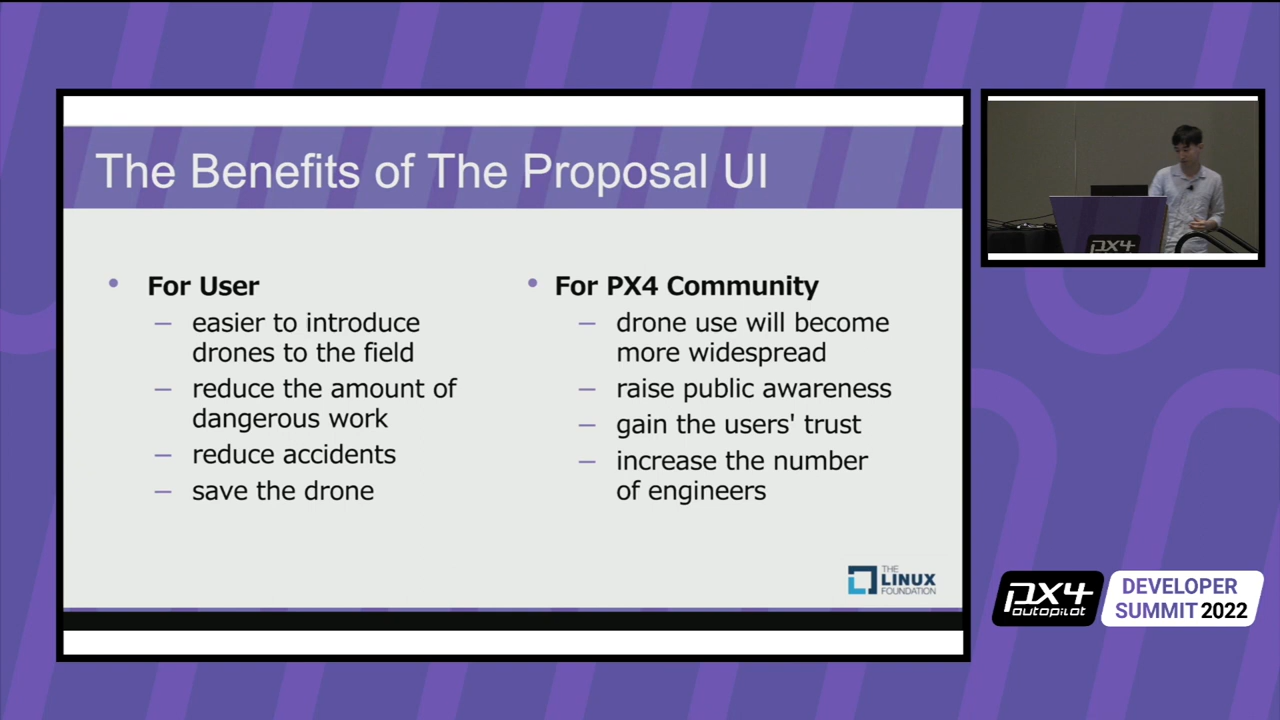 The Benefits of The Proposal UI
• For User
– easier to introduce
drones to the field
– reduce the amount of
dangerous work
– reduce accidents
– save the drone
• For PX4 Community
– drone use will become
more widespread
– raise public awareness
– gain the users' trust
– increase the number
of engineers
THE
LINUX
FOUNDATION
PX4
PX4
autopilot
DEVELOPER
SUMMIT 2022